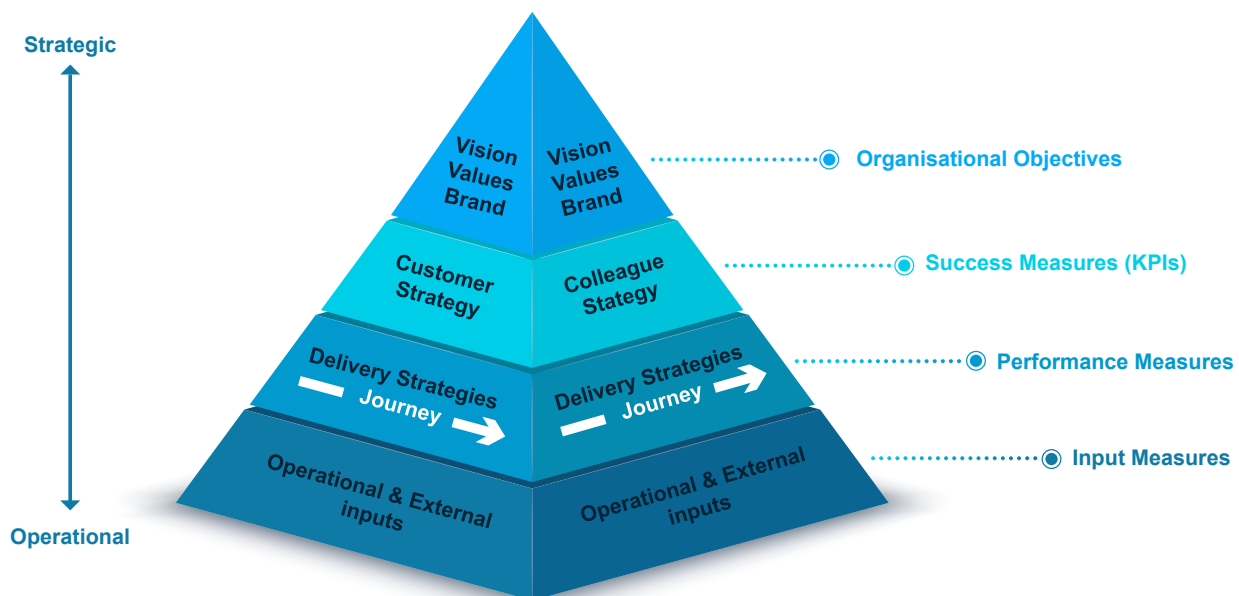 Strategic
Operational
Vision
Values
Brand
Vision
Values
Brand
Organisational Objectives
Customer
Strategy
Colleague
Stategy
Success Measures (KPIs)
Delivery Strategies
Journey
Delivery Strategies
Journey
Performance Measures
Operational & External
inputs
Operational & External
inputs
Input Measures